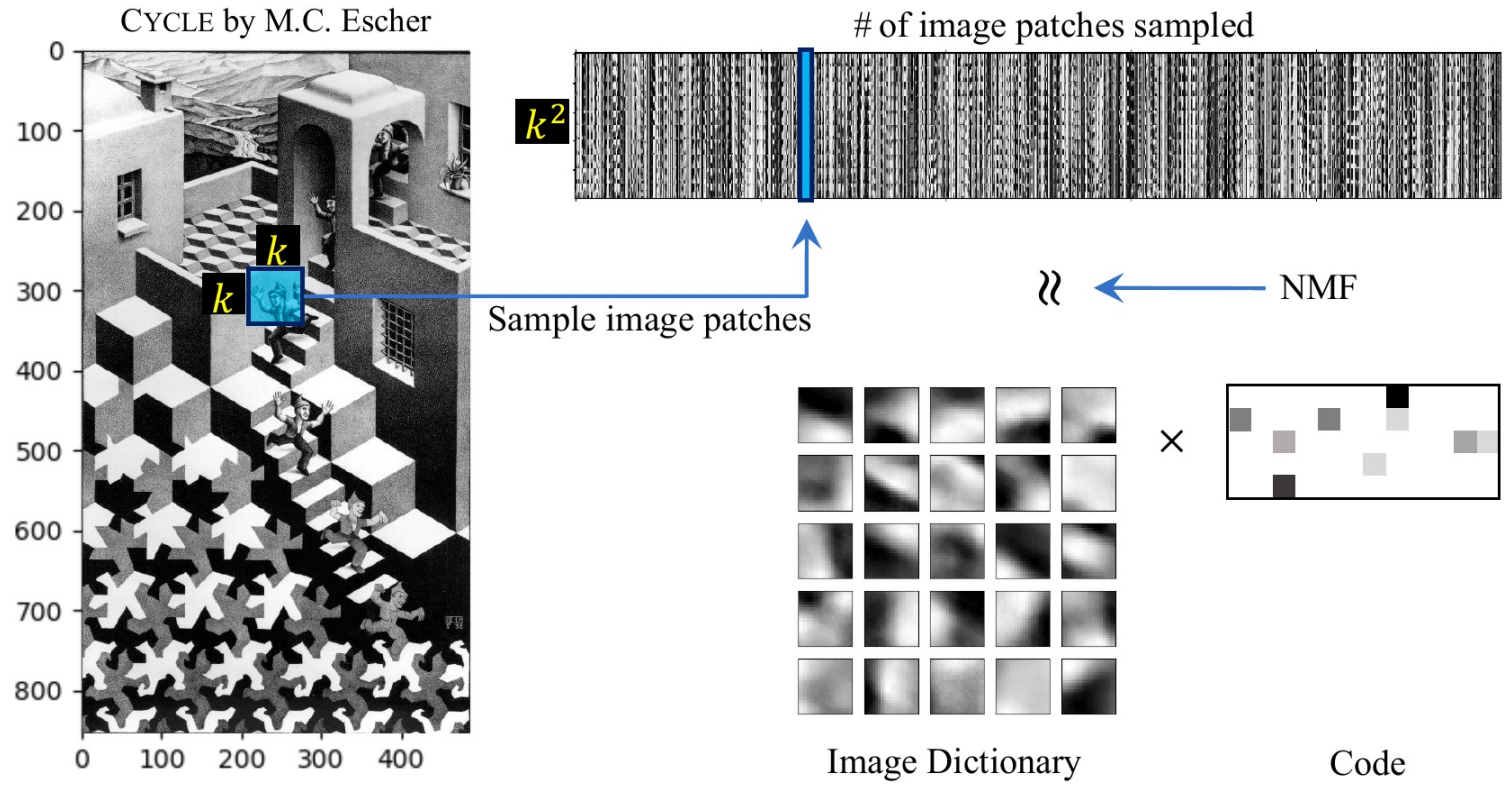 CYCLE by M.C. Escher
# of image patches sampled
0
100
200
300
400
500
600
700
800
0 100 200 300 400
k
k
k²
Sample image patches
≈
NMF
×
Image Dictionary
Code